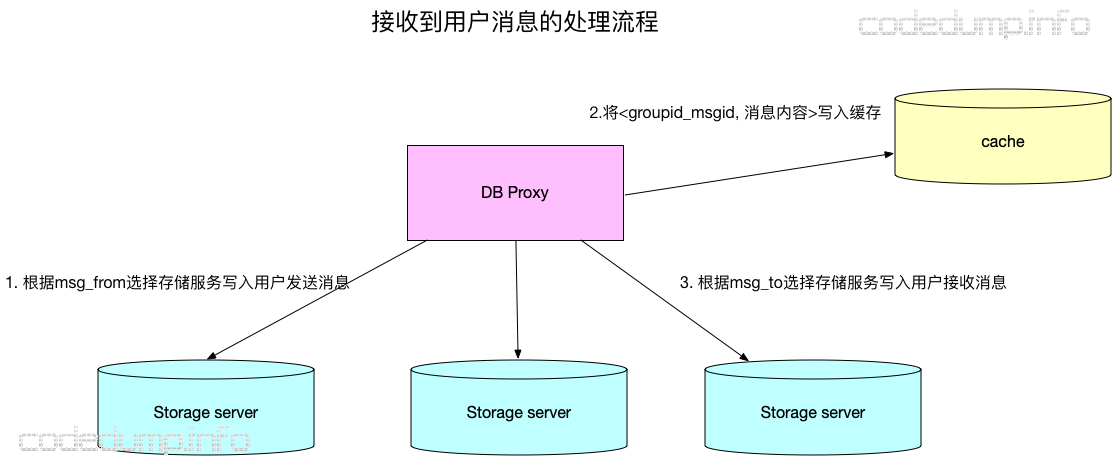 接收到用户消息的处理流程
codedump.info
2.将<groupid_msgid, 消息内容>写入缓存
cache
DB Proxy
1. 根据msg_from选择存储服务写入用户发送消息
3. 根据msg_to选择存储服务写入用户接收消息
Storage server
Storage server
Storage server
codedump.info